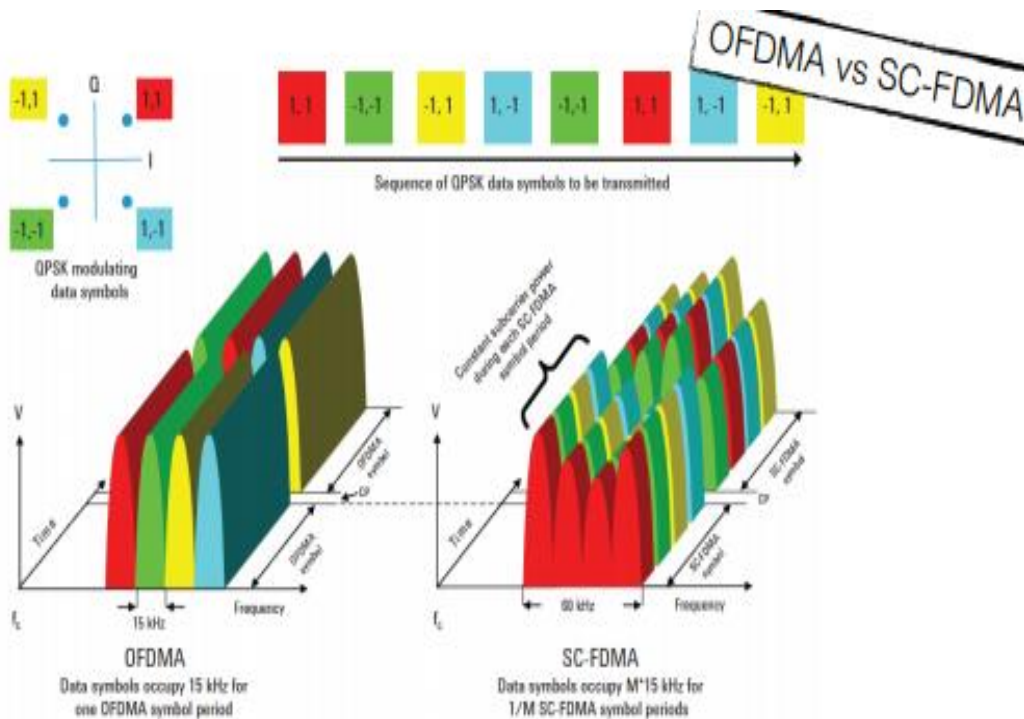 OFDMA vs SC-FDMA
Q
-1,1
1,1
I
-1,-1
1,-1
QPSK modulating
data symbols
1, 1
-1,-1
-1, 1
1, -1
-1,-1
1, 1
1, -1
-1, 1
Sequence of QPSK data symbols to be transmitted
V
Time
OFDMA
symbol
CP
OFDMA
symbol
Frequency
15 kHz
fc
OFDMA
Data symbols occupy 15 kHz for
one OFDMA symbol period
Constant subcarrier power
during each SC-FDMA
symbol period
V
Time
SC-FDMA
symbol
CP
SC-FDMA
symbol
Frequency
60 kHz
fc
SC-FDMA
Data symbols occupy M*15 kHz for
1/M SC-FDMA symbol periods